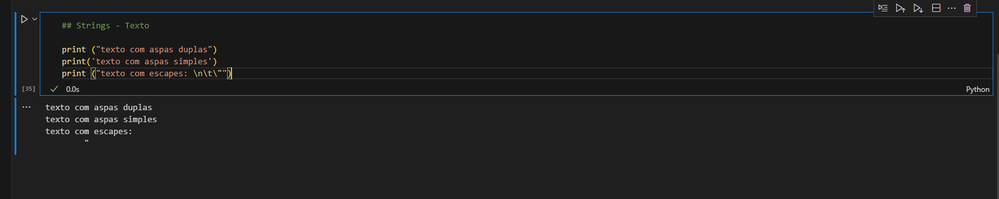 ## Strings - Texto
print ("texto com aspas duplas")
print('texto com aspas simples')
print ("texto com escapes: \n\t\"")
[35]
0.0s
Python
...
texto com aspas duplas
texto com aspas simples
texto com escapes:
"